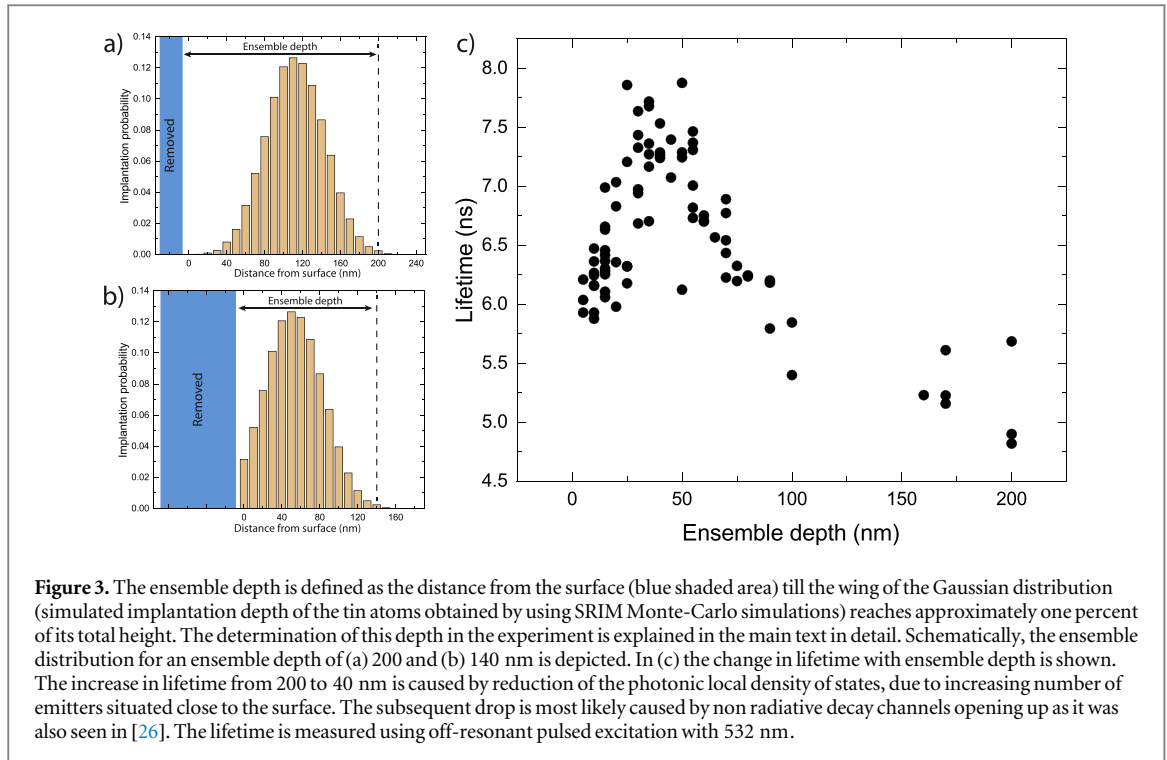 a)
Ensemble depth
0.14
0.12
0.10
0.08
0.06
0.04
0.02
0.00
Implantation probability
Removed
0 40 80 120 160 200 240
Distance from surface (nm)
b)
Ensemble depth
0.14
0.12
0.10
0.08
0.06
0.04
0.02
0.00
Implantation probability
Removed
0 40 80 120 160
Distance from surface (nm)
c)
8.0
7.5
7.0
6.5
6.0
5.5
5.0
4.5
Lifetime (ns)
0 50 100 150 200
Ensemble depth (nm)
Figure 3. The ensemble depth is defined as the distance from the surface (blue shaded area) till the wing of the Gaussian distribution
(simulated implantation depth of the tin atoms obtained by using SRIM Monte-Carlo simulations) reaches approximately one percent
of its total height. The determination of this depth in the experiment is explained in the main text in detail. Schematically, the ensemble
distribution for an ensemble depth of (a) 200 and (b) 140 nm is depicted. In (c) the change in lifetime with ensemble depth is shown.
The increase in lifetime from 200 to 40 nm is caused by reduction of the photonic local density of states, due to increasing number of
emitters situated close to the surface. The subsequent drop is most likely caused by non radiative decay channels opening up as it was
also seen in [26]. The lifetime is measured using off-resonant pulsed excitation with 532 nm.